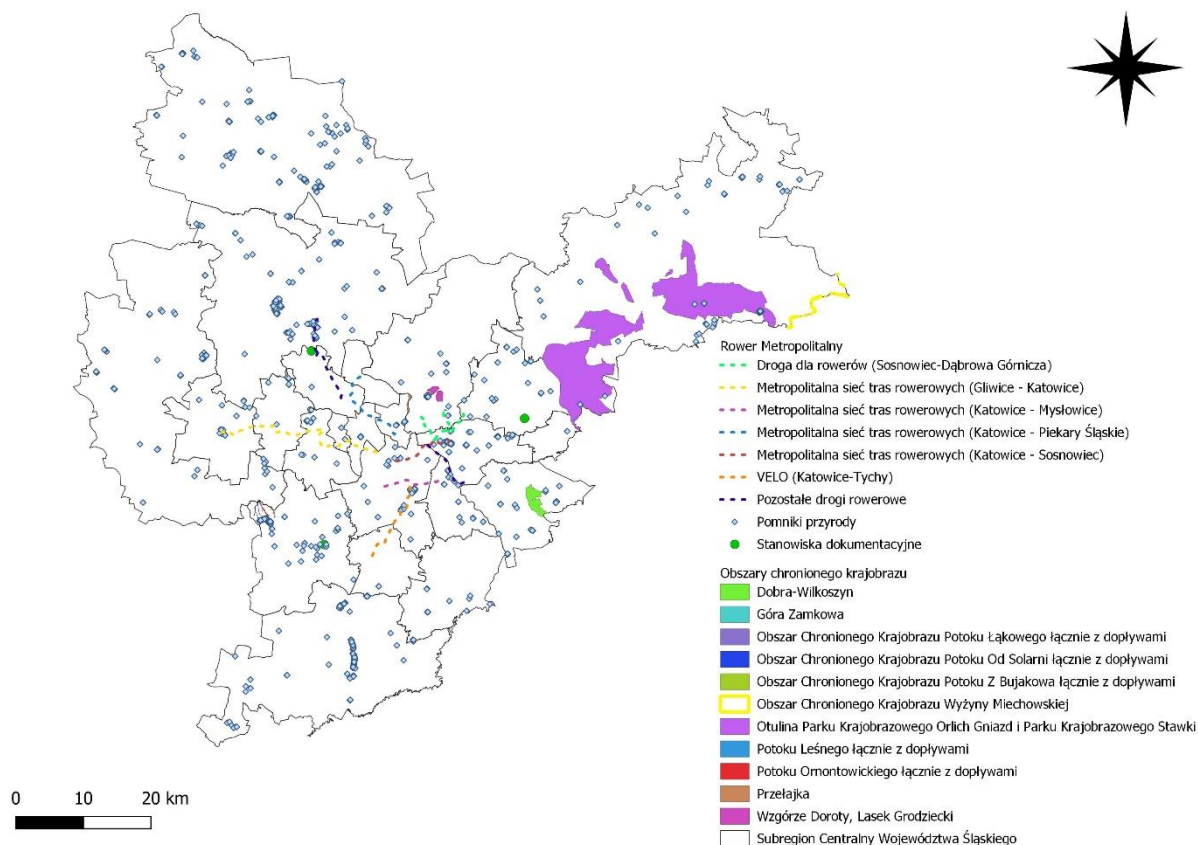 Rower Metropolitalny
Droga dla rowerów (Sosnowiec-Dąbrowa Górnicza)
Metropolitalna sieć tras rowerowych (Gliwice - Katowice)
Metropolitalna sieć tras rowerowych (Katowice - Mysłowice)
Metropolitalna sieć tras rowerowych (Katowice - Piekary Śląskie)
Metropolitalna sieć tras rowerowych (Katowice - Sosnowiec)
VELO (Katowice-Tychy)
Pozostałe drogi rowerowe
Pomniki przyrody
Stanowiska dokumentacyjne
Obszary chronionego krajobrazu
Dobra-Wilkoszyn
Góra Zamkowa
Obszar Chronionego Krajobrazu Potoku Łąkowego łącznie z dopływami
Obszar Chronionego Krajobrazu Potoku Od Solarni łącznie z dopływami
Obszar Chronionego Krajobrazu Potoku Z Bujakowa łącznie z dopływami
Obszar Chronionego Krajobrazu Wyżyny Miechowskiej
Otulina Parku Krajobrazowego Orlich Gniazd i Parku Krajobrazowego Stawki
Potoku Leśnego łącznie z dopływami
Potoku Ornontowickiego łącznie z dopływami
Przełajka
Wzgórze Doroty, Lasek Grodziecki
Subregion Centralny Województwa Śląskiego
0 10 20 km